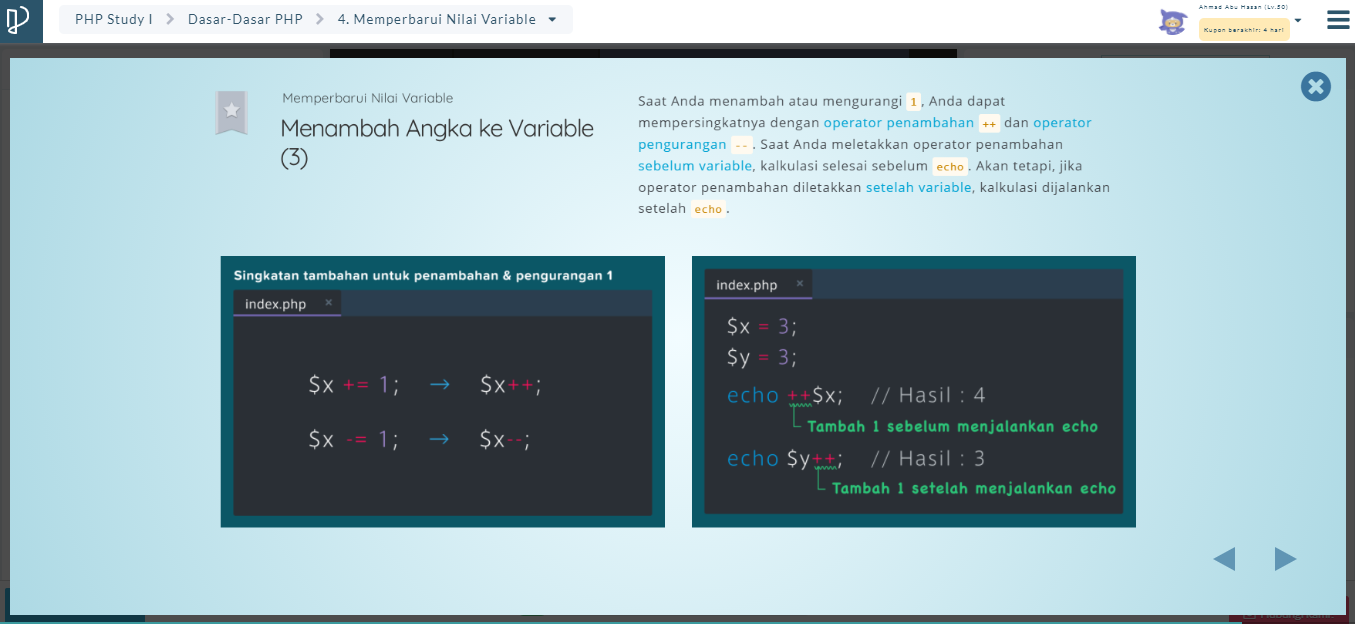 PHP Study I
Dasar-Dasar PHP
4. Memperbarui Nilai Variable
Ahmad Abu Hasan (Lv.50)
Kupon berakhir: 4 hari
Memperbarui Nilai Variable
Menambah Angka ke Variable
(3)
Saat Anda menambah atau mengurangi 1, Anda dapat
mempersingkatnya dengan operator penambahan ++ dan operator
pengurangan --. Saat Anda meletakkan operator penambahan
sebelum variable, kalkulasi selesai sebelum echo. Akan tetapi, jika
operator penambahan diletakkan setelah variable, kalkulasi dijalankan
setelah echo.
Singkatan tambahan untuk penambahan & pengurangan 1
index.php ×
$x += 1; → $x++;
$x -= 1; → $x--;
index.php ×
$x = 3;
$y = 3;
echo ++$x; // Hasil : 4
Tambah 1 sebelum menjalankan echo
echo $y++; // Hasil : 3
Tambah 1 setelah menjalankan echo